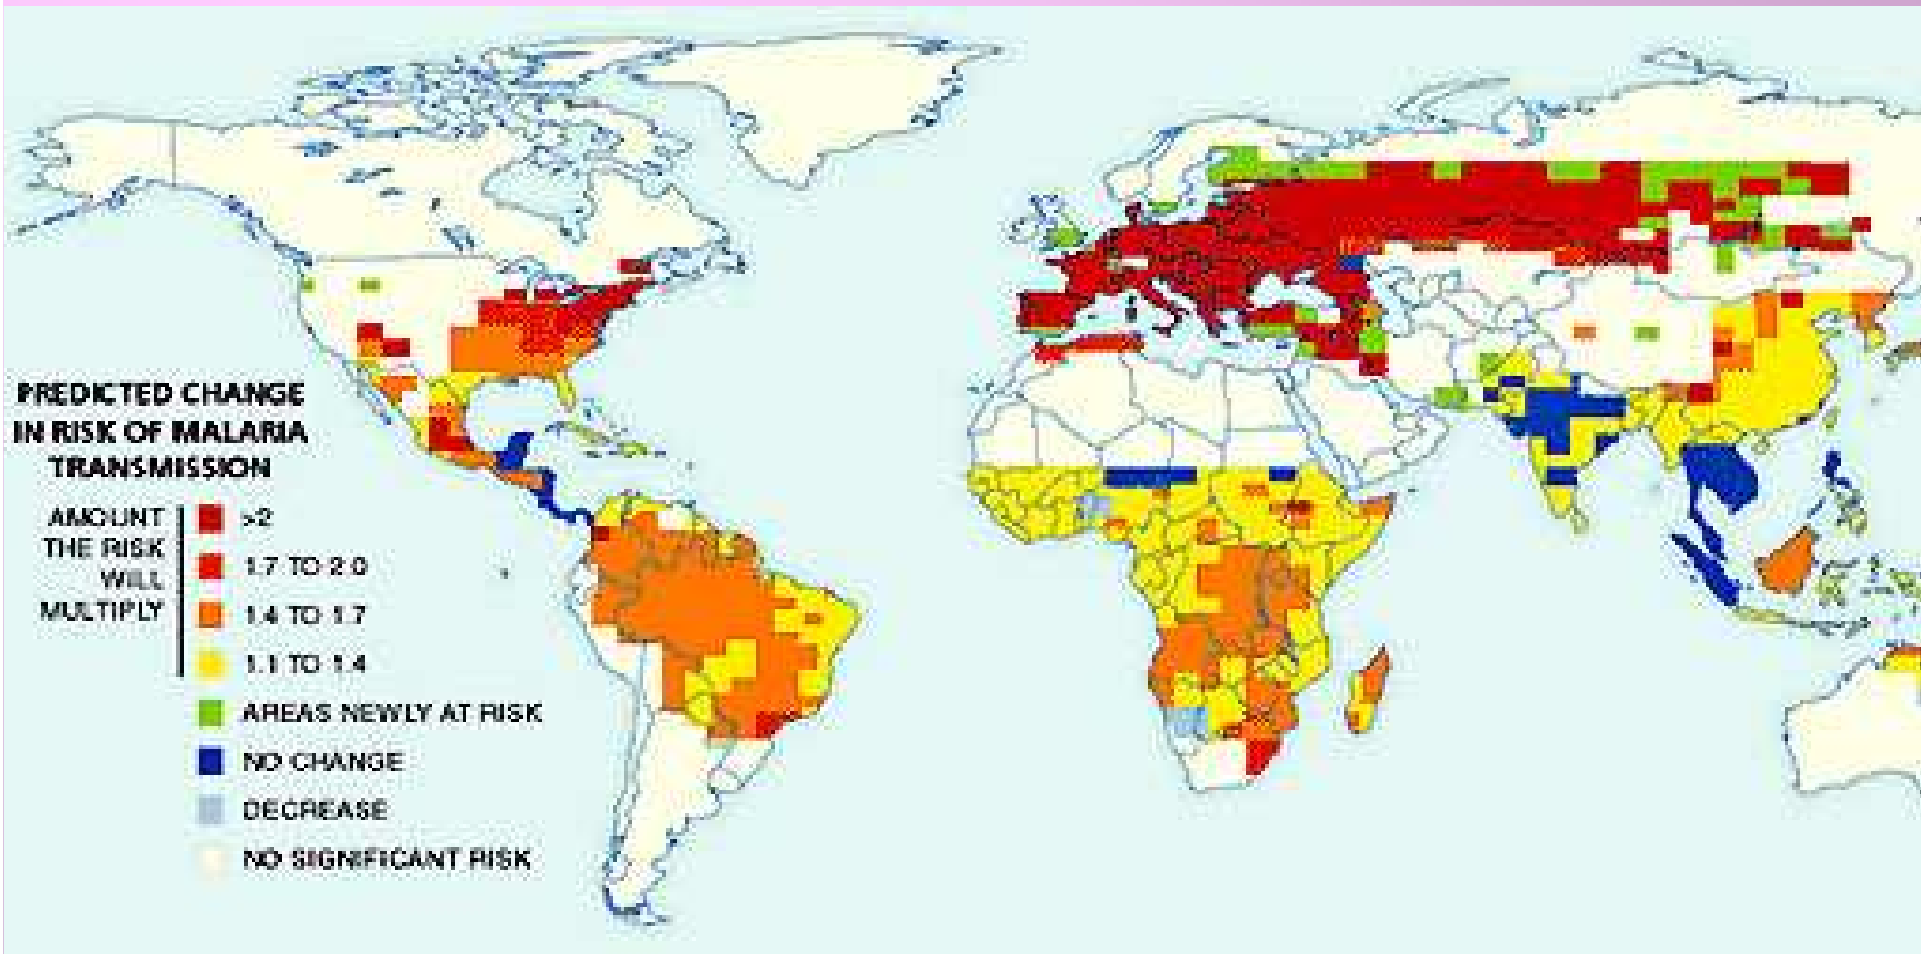 PREDICTED CHANGE
IN RISK OF MALARIA
TRANSMISSION
AMOUNT
THE RISK
WILL
MULTIPLY
>2
1.7 TO 2.0
1.4 TO 1.7
1.1 TO 1.4
AREAS NEWLY AT RISK
NO CHANGE
DECREASE
NO SIGNIFICANT RISK